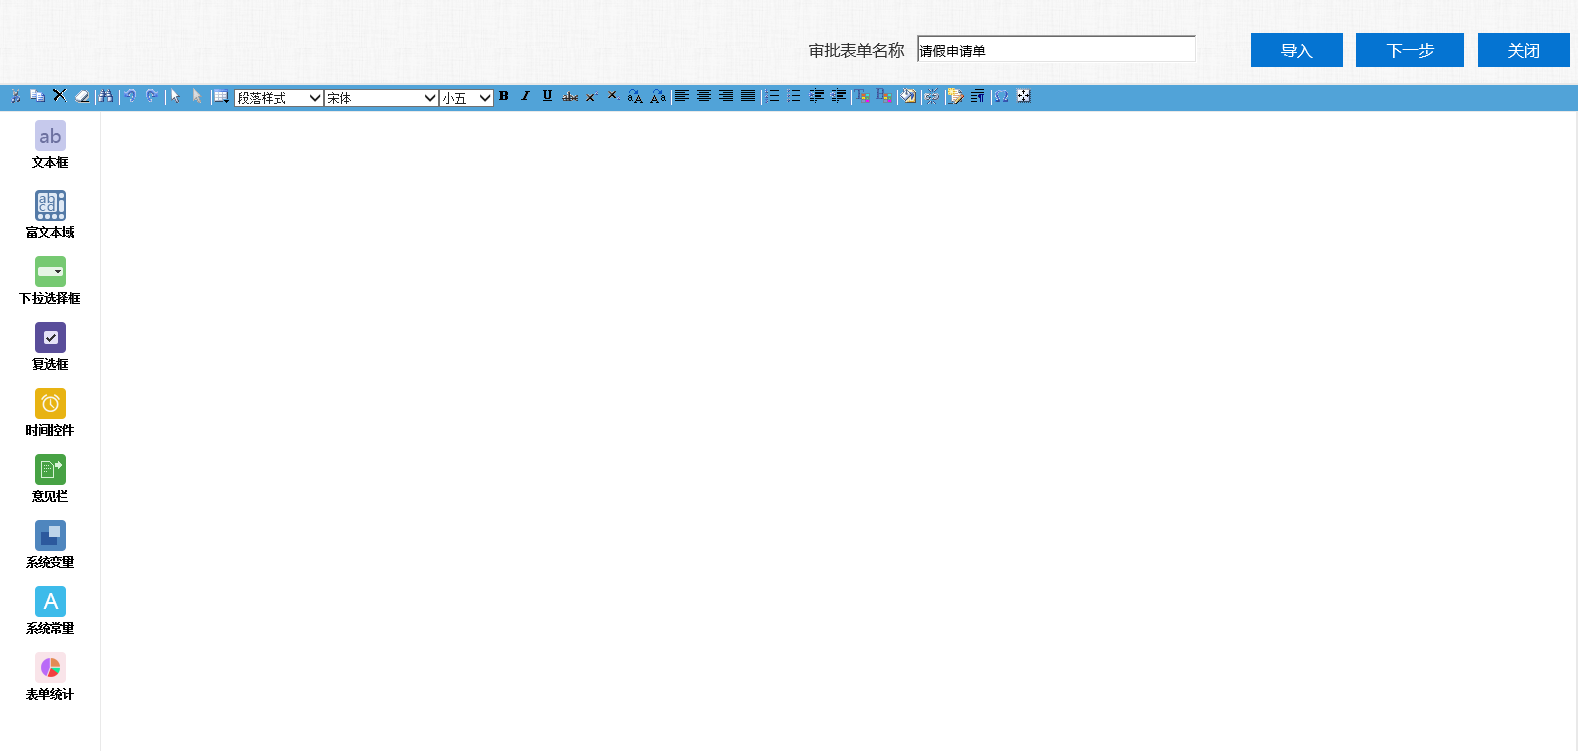 审批表单名称 请假申请单 导入 下一步 关闭
段落样式 宋体 小五 B I U abc
ab
文本框
abcd
富文本域
下拉选择框
复选框
时间控件
意见栏
系统变量
A
系统常量
表单统计